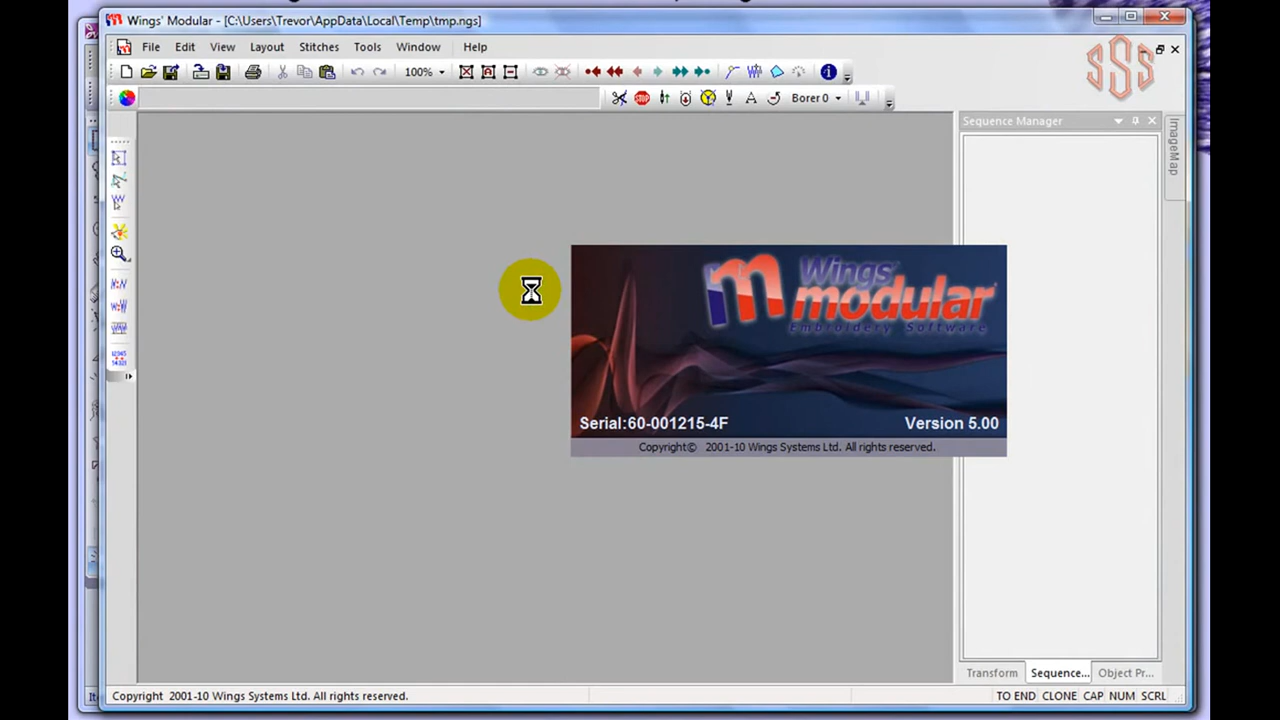 Wings' Modular - [C:\Users\Trevor\AppData\Local\Temp\tmp.ngs]
File Edit View Layout Stitches Tools Window Help
SSS
100%
Borer 0
Sequence Manager
ImageMap
Wings'
modular
Embroidery Software
Serial:60-001215-4F Version 5.00
Copyright© 2001-10 Wings Systems Ltd. All rights reserved.
Transform Sequence... Object Pr...
Copyright 2001-10 Wings Systems Ltd. All rights reserved. TO END CLONE CAP NUM SCRL